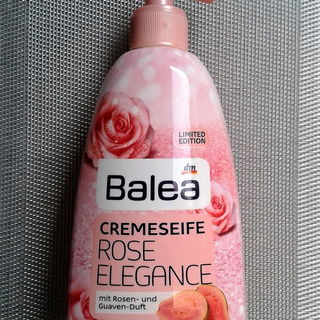 LIMITED
EDITION
dm
Balea
CREMESEIFE
ROSE
ELEGANCE
mit Rosen- und
Guaven-Duft